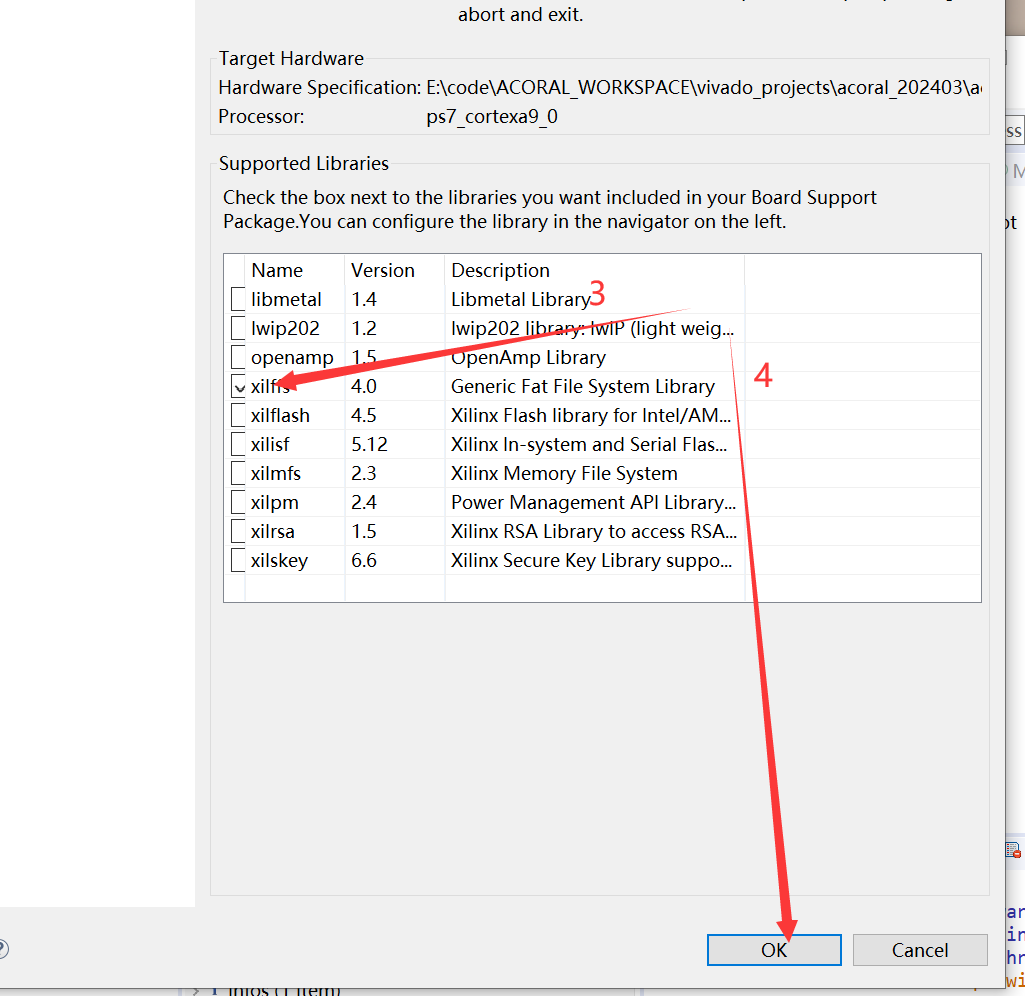 abort and exit.
Target Hardware
Hardware Specification: E:\code\ACORAL_WORKSPACE\vivado_projects\acoral_202403\a
Processor: ps7_cortexa9_0
Supported Libraries
Check the box next to the libraries you want included in your Board Support
Package.You can configure the library in the navigator on the left.
Name Version Description
libmetal 1.4 Libmetal Library
3
lwip202 1.2 lwip202 library: lwIP (light weig...
openamp 1.5 OpenAmp Library
4
xilffs 4.0 Generic Fat File System Library
xilflash 4.5 Xilinx Flash library for Intel/AM...
xilisf 5.12 Xilinx In-system and Serial Flas...
xilmfs 2.3 Xilinx Memory File System
xilpm 2.4 Power Management API Library...
xilrsa 1.5 Xilinx RSA Library to access RSA...
xilskey 6.6 Xilinx Secure Key Library suppo...
OK Cancel